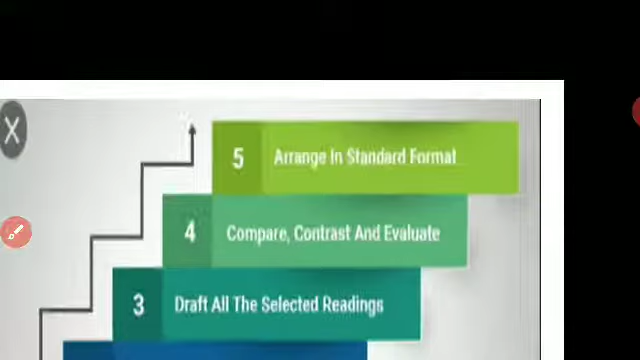 5 Arrange In Standard Format
4 Compare, Contrast And Evaluate
3 Draft All The Selected Readings